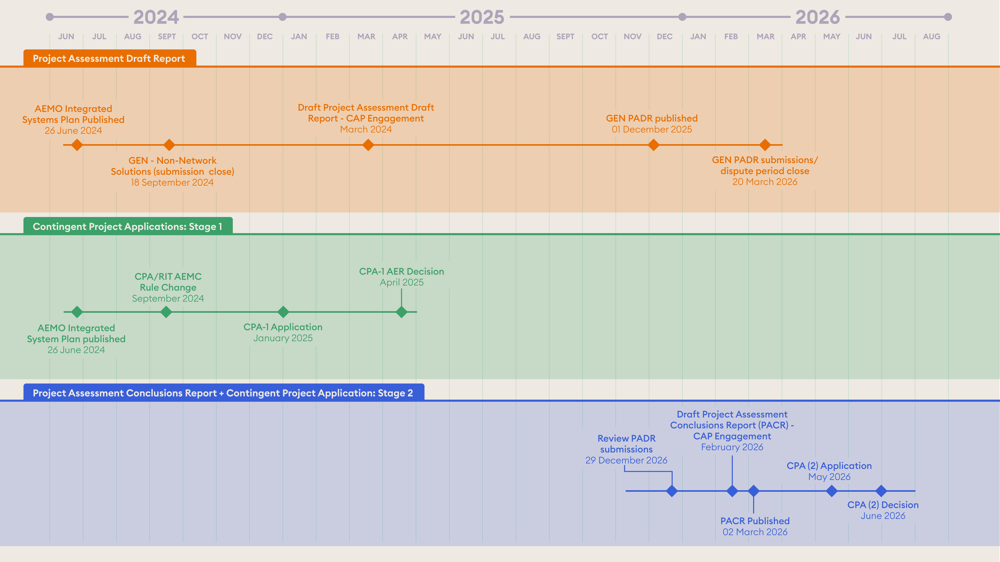 2024 2025 2026
JUN JUL AUG SEPT OCT NOV DEC JAN FEB MAR APR MAY JUN JUL AUG SEPT OCT NOV DEC JAN FEB MAR APR MAY JUN JUL AUG
Project Assessment Draft Report
AEMO Integrated
Systems Plan Published
26 June 2024
GEN - Non-Network
Solutions (submission  close)
18 September 2024
Draft Project Assessment Draft
Report - CAP Engagement
March 2024
GEN PADR published
01 December 2025
GEN PADR submissions/
dispute period close
20 March 2026
Contingent Project Applications: Stage 1
AEMO Integrated
System Plan published
26 June 2024
CPA/RIT AEMC
Rule Change
September 2024
CPA-1 Application
January 2025
CPA-1 AER Decision
April 2025
Project Assessment Conclusions Report + Contingent Project Application: Stage 2
Review PADR
submissions
29 December 2026
Draft Project Assessment
Conclusions Report (PACR) -
CAP Engagement
February 2026
PACR Published
02 March 2026
CPA (2) Application
May 2026
CPA (2) Decision
June 2026